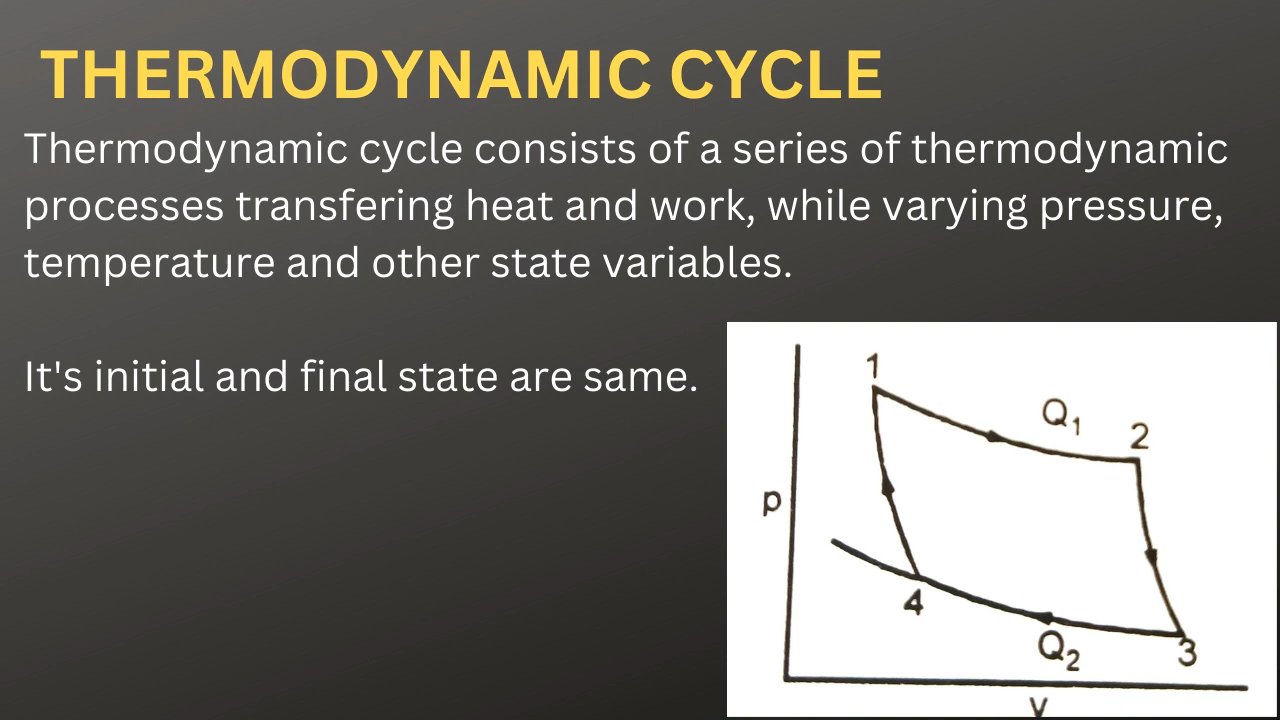 THERMODYNAMIC CYCLE
Thermodynamic cycle consists of a series of thermodynamic
processes transfering heat and work, while varying pressure,
temperature and other state variables.
It's initial and final state are same.
1
Q₁
2
p
4
Q₂
3
v